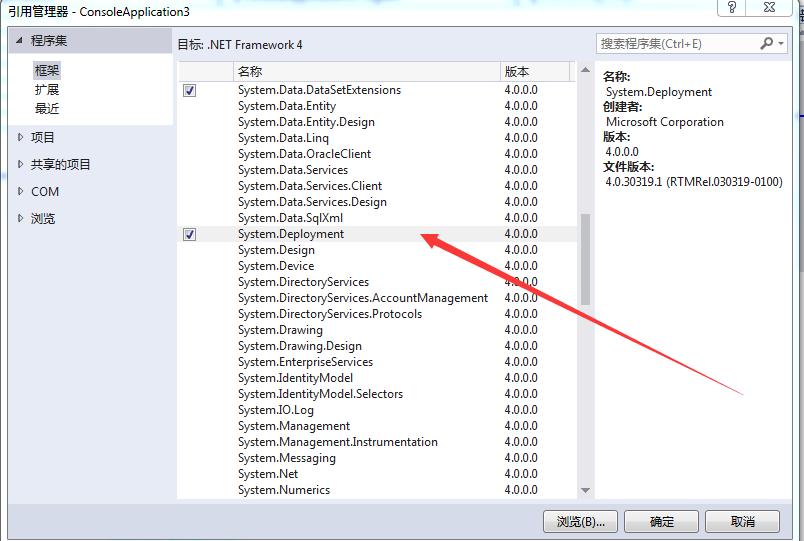 引用管理器 - ConsoleApplication3
程序集
框架
扩展
最近
项目
共享的项目
COM
浏览
目标: .NET Framework 4
搜索程序集(Ctrl+E)
名称 版本
System.Data.DataSetExtensions 4.0.0.0
System.Data.Entity 4.0.0.0
System.Data.Entity.Design 4.0.0.0
System.Data.Linq 4.0.0.0
System.Data.OracleClient 4.0.0.0
System.Data.Services 4.0.0.0
System.Data.Services.Client 4.0.0.0
System.Data.Services.Design 4.0.0.0
System.Data.SqlXml 4.0.0.0
System.Deployment 4.0.0.0
System.Design 4.0.0.0
System.Device 4.0.0.0
System.DirectoryServices 4.0.0.0
System.DirectoryServices.AccountManagement 4.0.0.0
System.DirectoryServices.Protocols 4.0.0.0
System.Drawing 4.0.0.0
System.Drawing.Design 4.0.0.0
System.EnterpriseServices 4.0.0.0
System.IdentityModel 4.0.0.0
System.IdentityModel.Selectors 4.0.0.0
System.IO.Log 4.0.0.0
System.Management 4.0.0.0
System.Management.Instrumentation 4.0.0.0
System.Messaging 4.0.0.0
System.Net 4.0.0.0
System.Numerics 4.0.0.0
名称:
System.Deployment
创建者:
Microsoft Corporation
版本:
4.0.0.0
文件版本:
4.0.30319.1 (RTMRel.030319-0100)
浏览(B)... 确定 取消